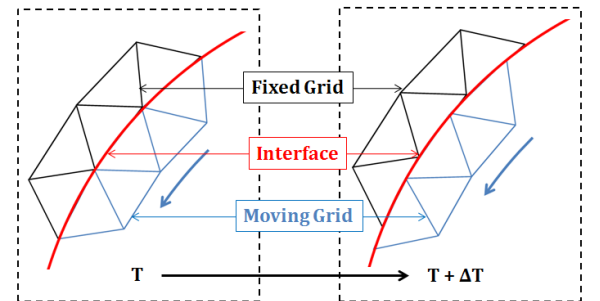 Fixed Grid
Interface
Moving Grid
T
T + ΔT